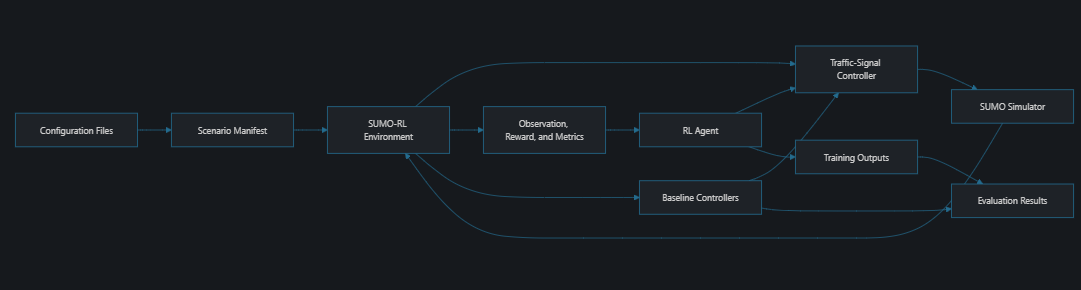 Configuration Files
Scenario Manifest
SUMO-RL
Environment
Observation,
Reward, and Metrics
RL Agent
Baseline Controllers
Traffic-Signal
Controller
Training Outputs
SUMO Simulator
Evaluation Results